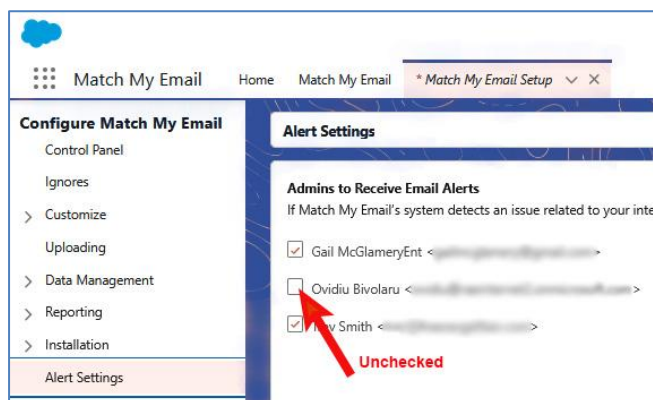 Match My Email Home Match My Email * Match My Email Setup
Configure Match My Email
Control Panel
Ignores
Customize
Uploading
Data Management
Reporting
Installation
Alert Settings
Alert Settings
Admins to Receive Email Alerts
If Match My Email's system detects an issue related to your inte
Gail McGlameryEnt <
Ovidiu Bivolaru <
Smith <
Unchecked